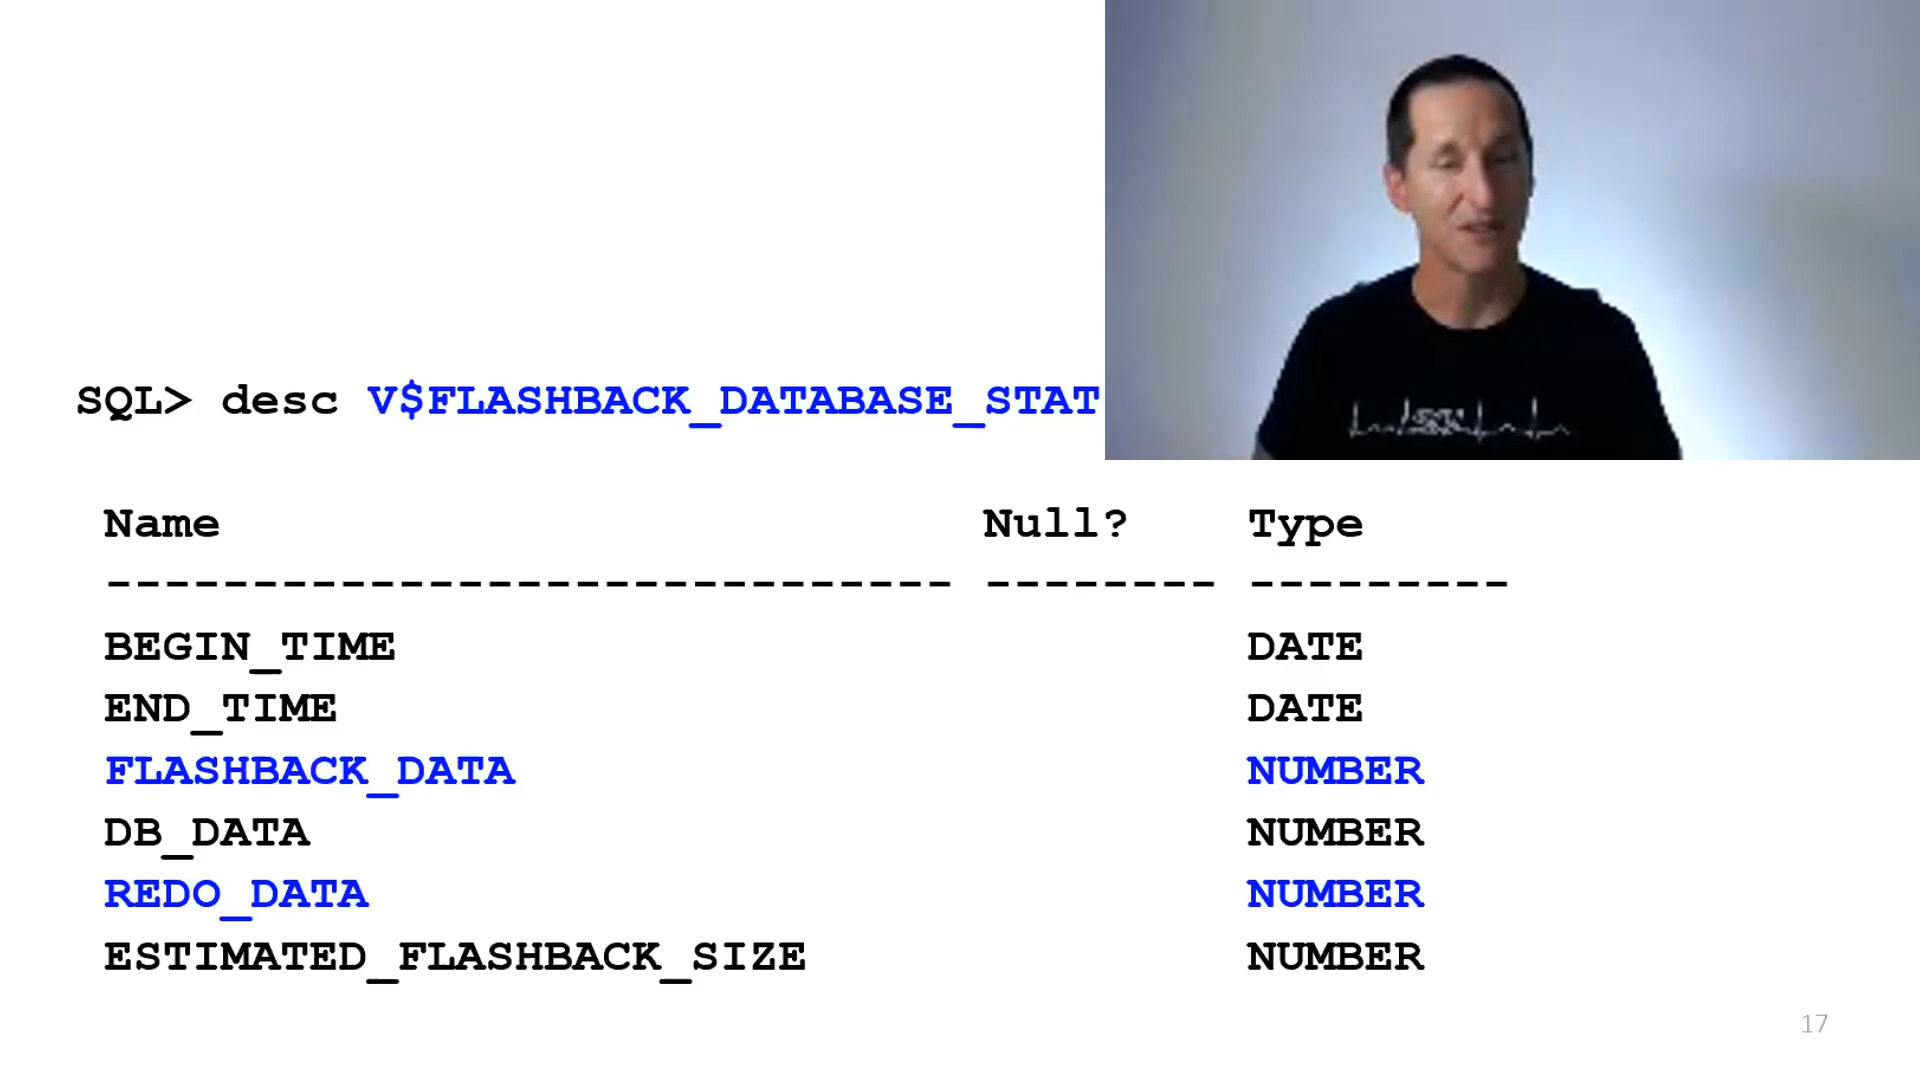 SQL> desc V$FLASHBACK_DATABASE_STAT
Name Null? Type
----------------------------- -------- ---------
BEGIN_TIME DATE
END_TIME DATE
FLASHBACK_DATA NUMBER
DB_DATA NUMBER
REDO_DATA NUMBER
ESTIMATED_FLASHBACK_SIZE NUMBER
17